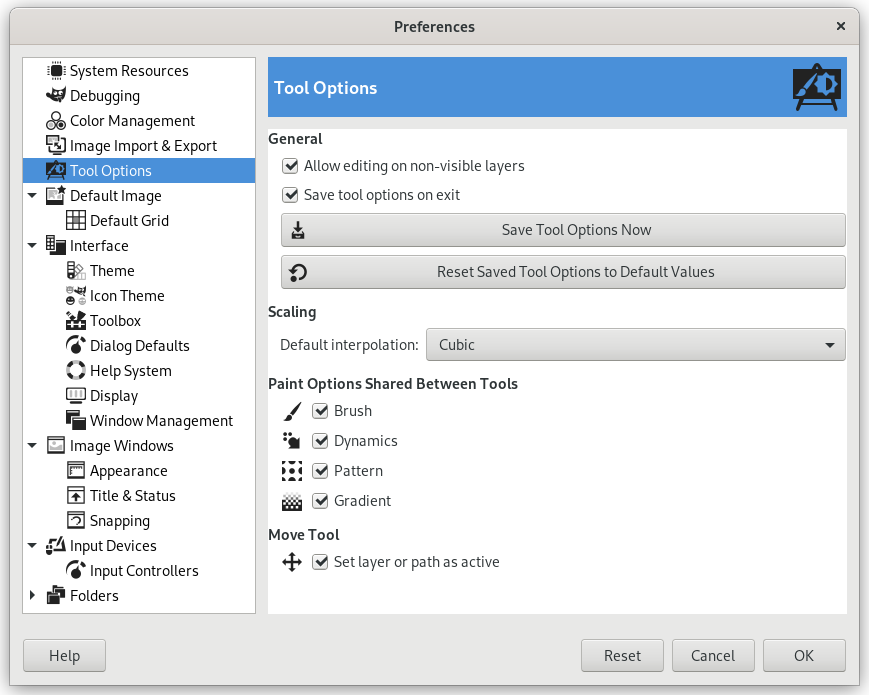 Preferences
System Resources
Debugging
Color Management
Image Import & Export
Tool Options
Default Image
Default Grid
Interface
Theme
Icon Theme
Toolbox
Dialog Defaults
Help System
Display
Window Management
Image Windows
Appearance
Title & Status
Snapping
Input Devices
Input Controllers
Folders
Tool Options
General
Allow editing on non-visible layers
Save tool options on exit
Save Tool Options Now
Reset Saved Tool Options to Default Values
Scaling
Default interpolation: Cubic
Paint Options Shared Between Tools
Brush
Dynamics
Pattern
Gradient
Move Tool
Set layer or path as active
Help
Reset
Cancel
OK